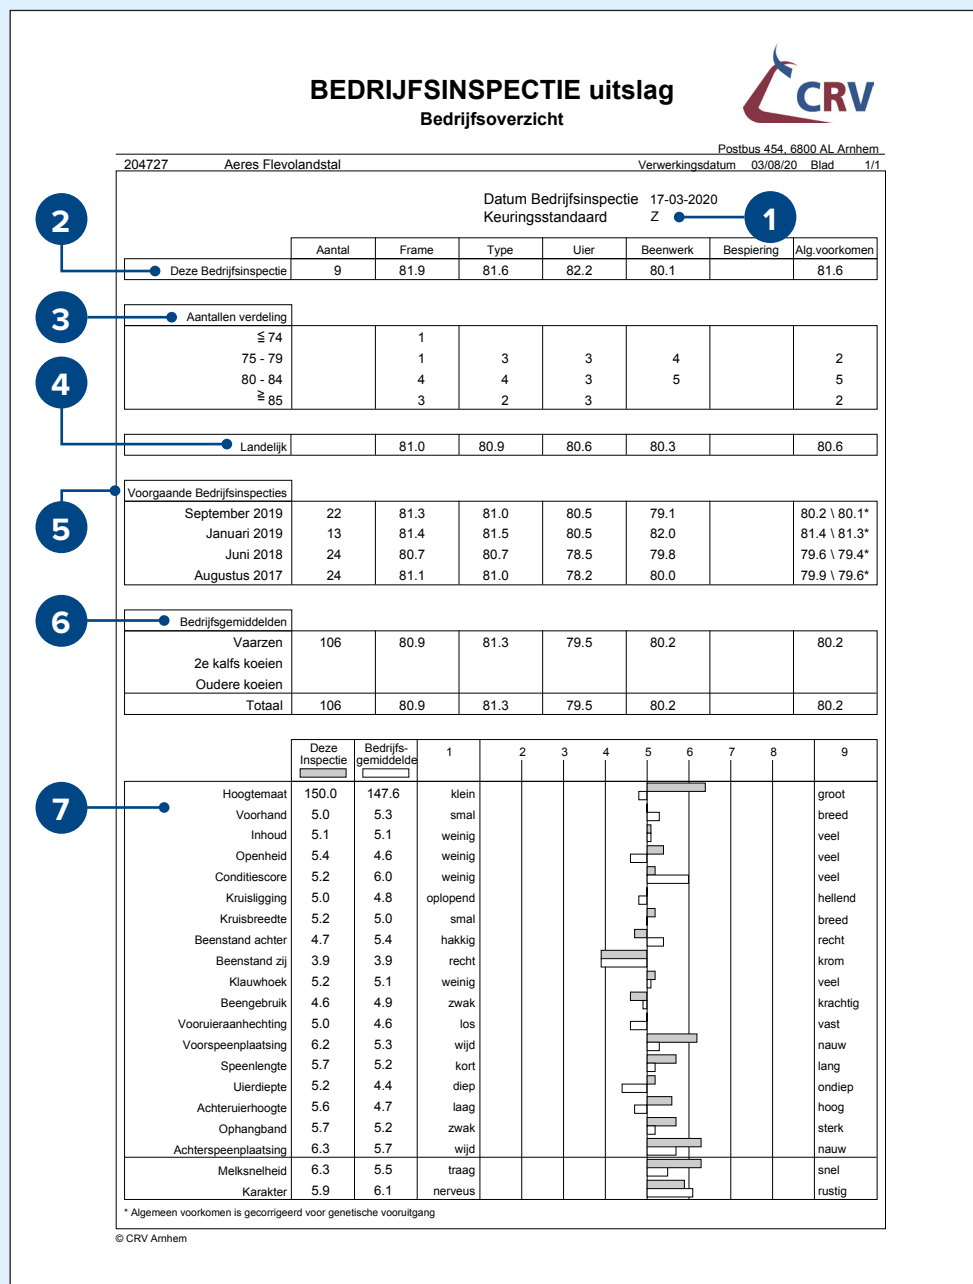 BEDRIJFSINSPECTIE uitslag
Bedrijfsoverzicht
CRV
Postbus 454, 6800 AL Arnhem
204727 Aeres Flevolandstal Verwerkingsdatum 03/08/20 Blad 1/1
Datum Bedrijfsinspectie 17-03-2020
Keuringsstandaard Z 1
2
Aantal Frame Type Uier Beenwerk Bespiering Alg.voorkomen
Deze Bedrijfsinspectie 9 81.9 81.6 82.2 80.1 81.6
3
Aantallen verdeling
≦ 74 1
75 - 79 1 3 3 4 2
4
80 - 84 4 4 3 5 5
≧ 85 3 2 3 2
Landelijk 81.0 80.9 80.6 80.3 80.6
5
Voorgaande Bedrijfsinspecties
September 2019 22 81.3 81.0 80.5 79.1 80.2 \ 80.1*
Januari 2019 13 81.4 81.5 80.5 82.0 81.4 \ 81.3*
Juni 2018 24 80.7 80.7 78.5 79.8 79.6 \ 79.4*
Augustus 2017 24 81.1 81.0 78.2 80.0 79.9 \ 79.6*
6
Bedrijfsgemiddelden
Vaarzen 106 80.9 81.3 79.5 80.2 80.2
2e kalfs koeien
Oudere koeien
Totaal 106 80.9 81.3 79.5 80.2 80.2
Deze Inspectie Bedrijfs-gemiddelde 1 2 3 4 5 6 7 8 9
7
Hoogtemaat 150.0 147.6 klein groot
Voorhand 5.0 5.3 smal breed
Inhoud 5.1 5.1 weinig veel
Openheid 5.4 4.6 weinig veel
Conditiescore 5.2 6.0 weinig veel
Kruisligging 5.0 4.8 oplopend hellend
Kruisbreedte 5.2 5.0 smal breed
Beenstand achter 4.7 5.4 hakkig recht
Beenstand zij 3.9 3.9 recht krom
Klauwhoek 5.2 5.1 weinig veel
Beengebruik 4.6 4.9 zwak krachtig
Vooruieraanhechting 5.0 4.6 los vast
Voorspeenplaatsing 6.2 5.3 wijd nauw
Speenlengte 5.7 5.2 kort lang
Uierdiepte 5.2 4.4 diep ondiep
Achteruierhoogte 5.6 4.7 laag hoog
Ophangband 5.7 5.2 zwak sterk
Achterspeenplaatsing 6.3 5.7 wijd nauw
Melksnelheid 6.3 5.5 traag snel
Karakter 5.9 6.1 nerveus rustig
* Algemeen voorkomen is gecorrigeerd voor genetische vooruitgang
© CRV Arnhem